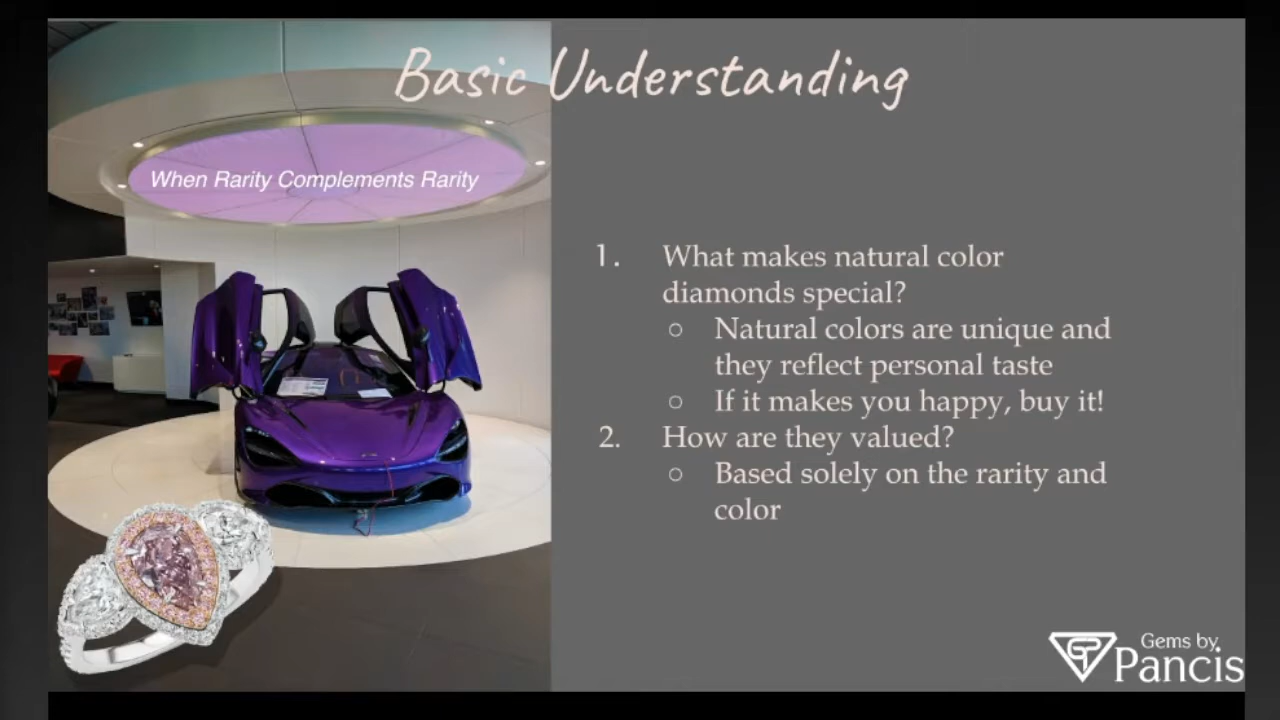 Basic Understanding
When Rarity Complements Rarity
1. What makes natural color
diamonds special?
○ Natural colors are unique and
they reflect personal taste
○ If it makes you happy, buy it!
2. How are they valued?
○ Based solely on the rarity and
color
Gems by
Pancis